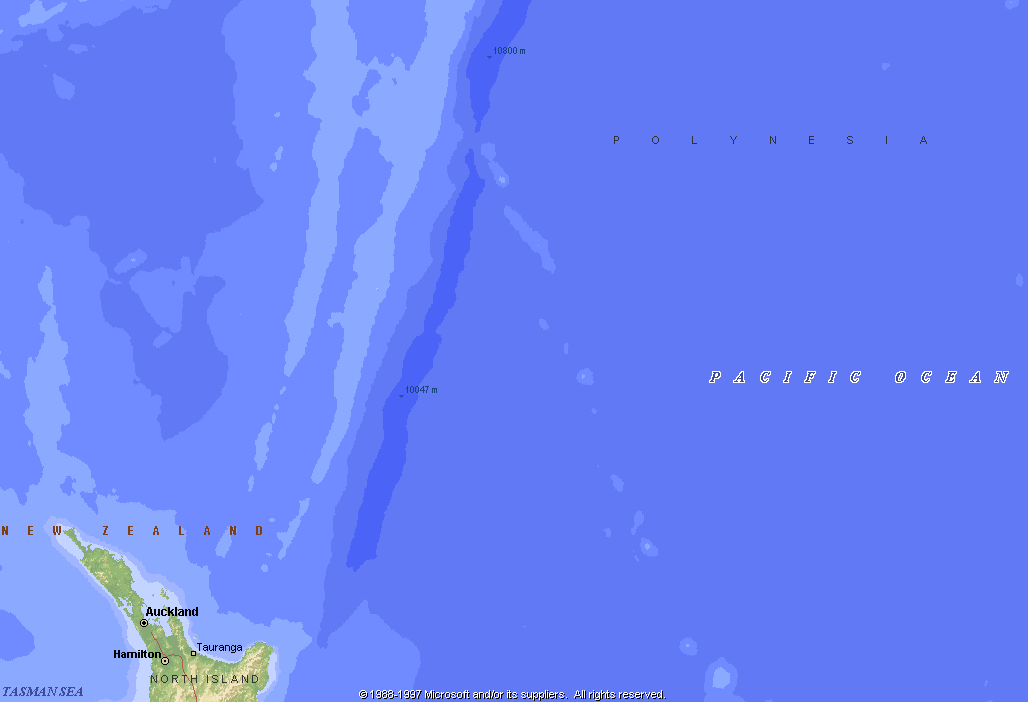 10800 m
POLYNESIA
PACIFIC OCEAN
10047 m
NEW ZEALAND
Auckland
Tauranga
Hamilton
NORTH ISLAND
TASMAN SEA
© 1988-1997 Microsoft and/or its suppliers. All rights reserved.